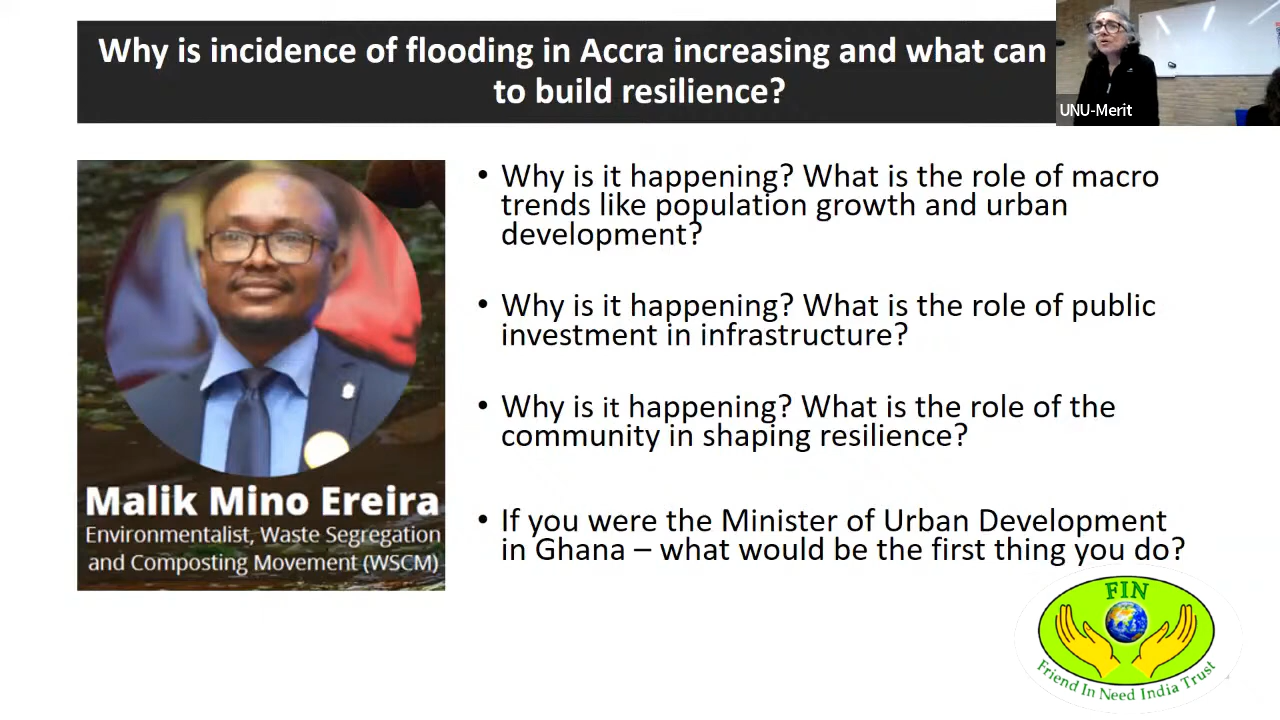 Why is incidence of flooding in Accra increasing and what can
to build resilience?
UNU-Merit
• Why is it happening? What is the role of macro
trends like population growth and urban
development?
• Why is it happening? What is the role of public
investment in infrastructure?
• Why is it happening? What is the role of the
community in shaping resilience?
• If you were the Minister of Urban Development
in Ghana – what would be the first thing you do?
Malik Mino Ereira
Environmentalist, Waste Segregation
and Composting Movement (WSCM)
FIN
Friend In Need India Trust